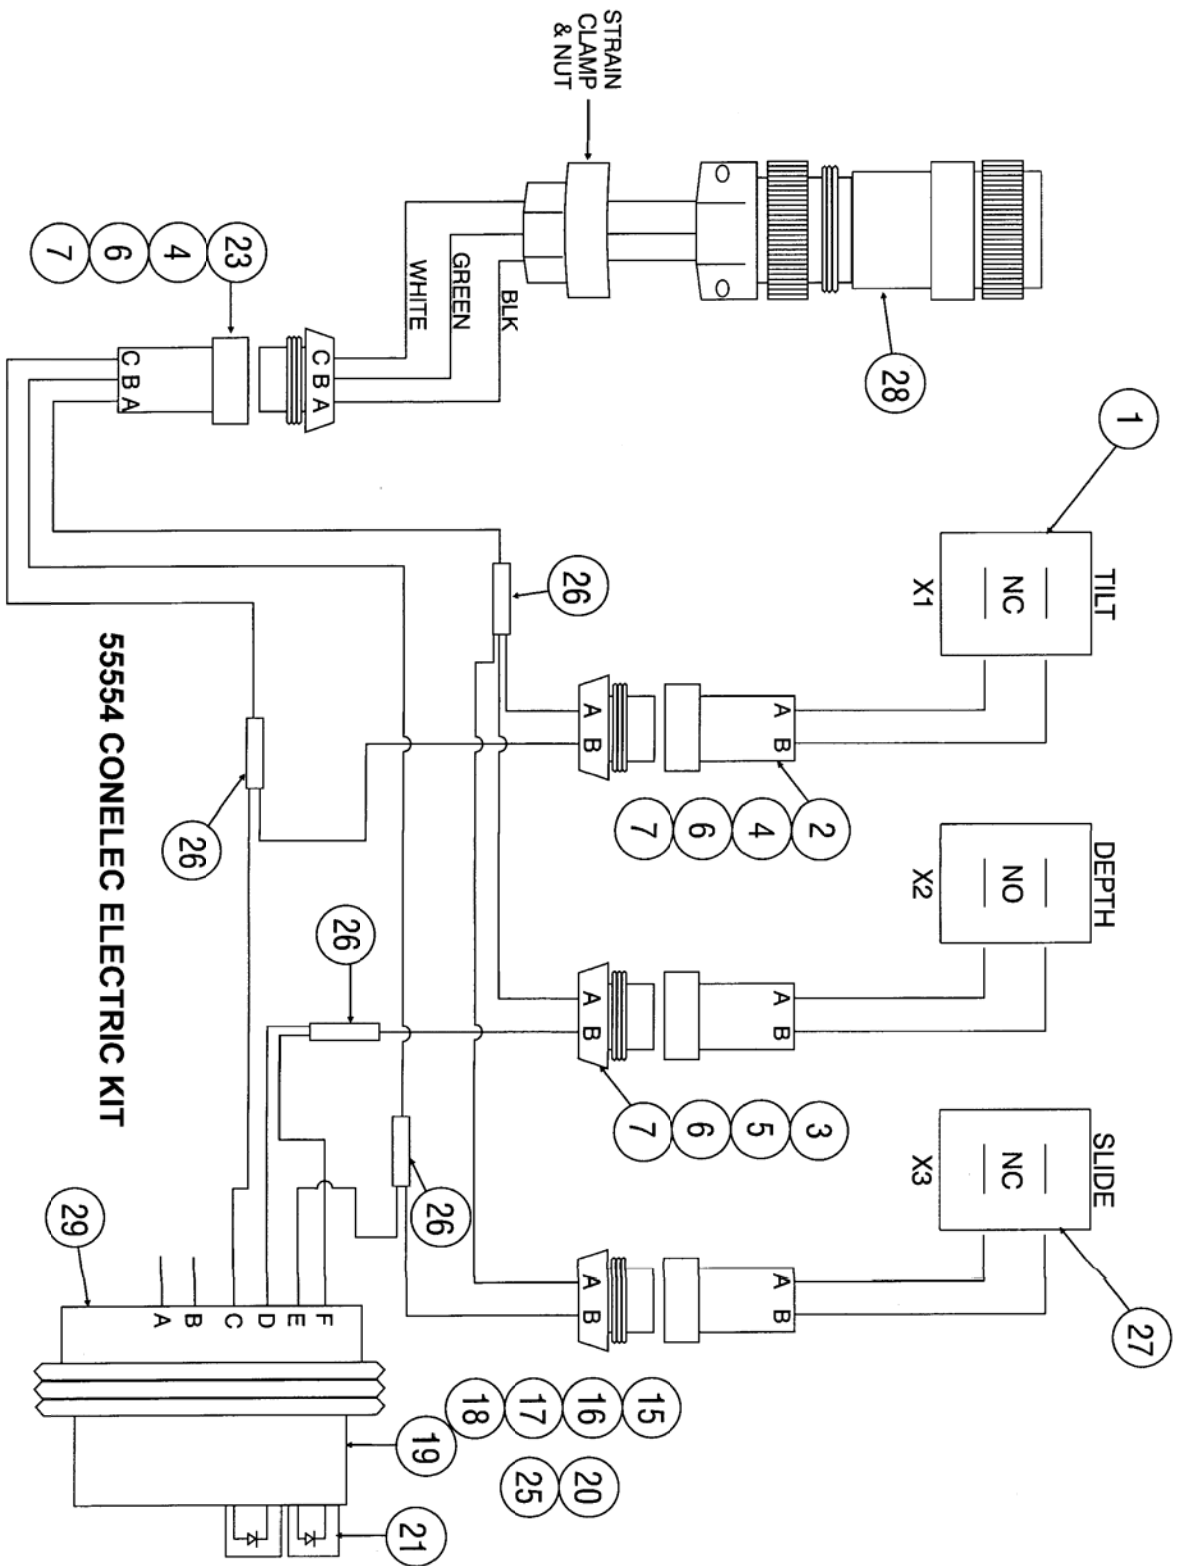 1
27
TILT
DEPTH
SLIDE
NC
NO
NC
X1
X2
X3
28
A B
A B
A B
2
4
6
7
3
5
6
7
STRAIN
CLAMP
& NUT
A B
A B
A B
15
16
17
18
19
20
25
21
26
BLK
GREEN
WHITE
26
26
26
C B A
23
4
6
7
C B A
F
E
D
C
B
A
29
55554 CONELEC ELECTRIC KIT